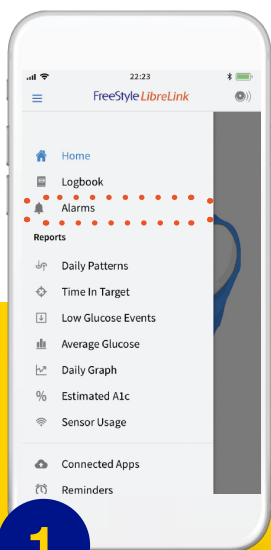 22:23
FreeStyle LibreLink
Home
Logbook
Alarms
Reports
Daily Patterns
Time In Target
Low Glucose Events
Average Glucose
Daily Graph
% Estimated A1c
Sensor Usage
Connected Apps
Reminders
1